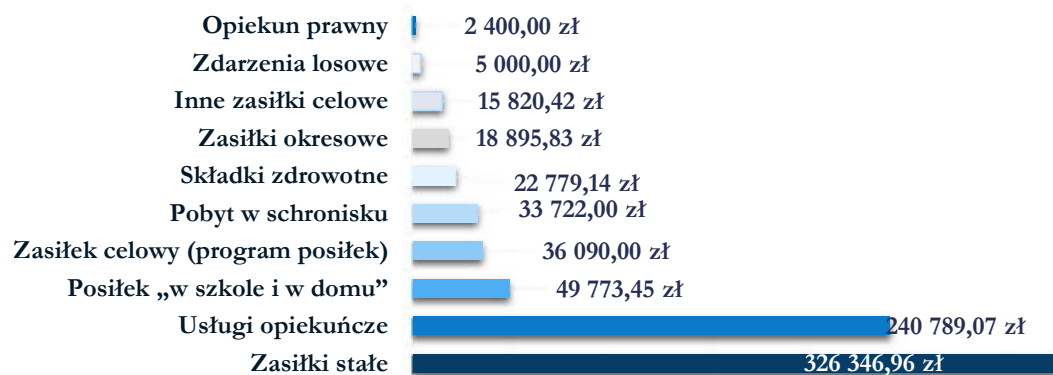 Opiekun prawny 2 400,00 zł
Zdarzenia losowe 5 000,00 zł
Inne zasiłki celowe 15 820,42 zł
Zasiłki okresowe 18 895,83 zł
Składki zdrowotne 22 779,14 zł
Pobyt w schronisku 33 722,00 zł
Zasiłek celowy (program posiłek) 36 090,00 zł
Posiłek „w szkole i w domu” 49 773,45 zł
Usługi opiekuńcze 240 789,07 zł
Zasiłki stałe 326 346,96 zł